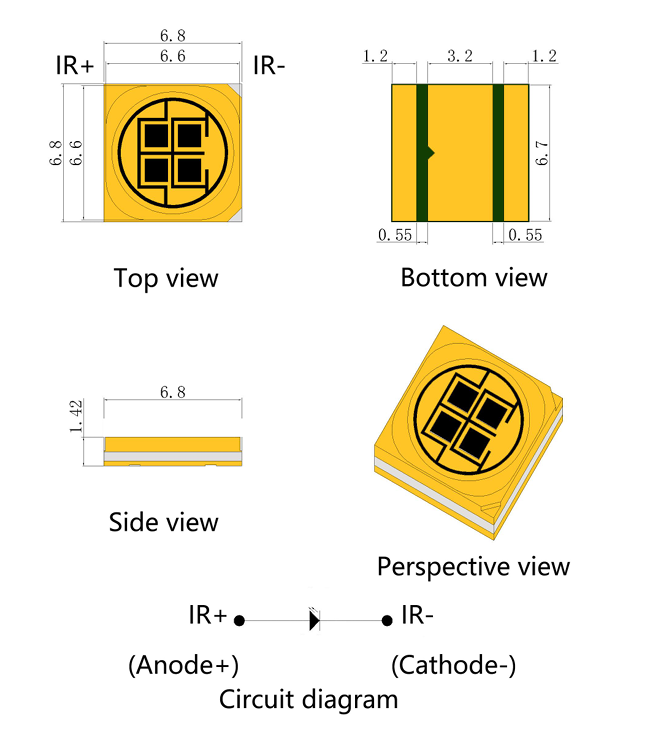 6.8
6.6
IR+
IR-
6.8
6.6
Top view
1.2
3.2
1.2
6.7
0.55
0.55
Bottom view
6.8
1.42
Side view
Perspective view
IR+
IR-
(Anode+)
(Cathode-)
Circuit diagram